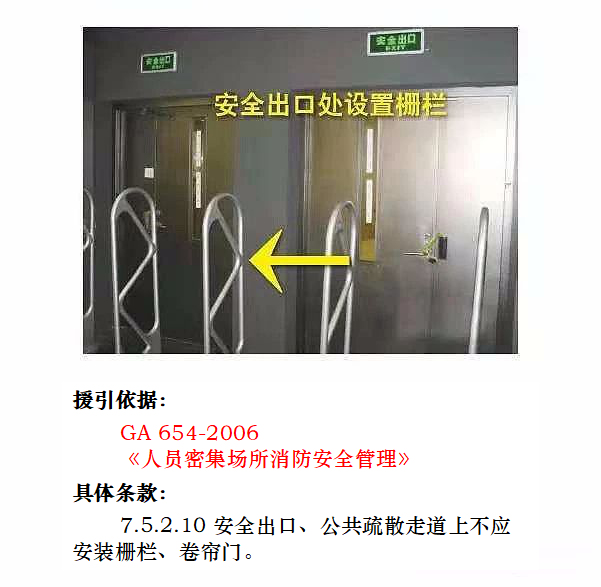 安全出口
EXIT
安全出口
EXIT
安全出口处设置栅栏
援引依据：
GA 654-2006
《人员密集场所消防安全管理》
具体条款：
7.5.2.10 安全出口、公共疏散走道上不应
安装栅栏、卷帘门。